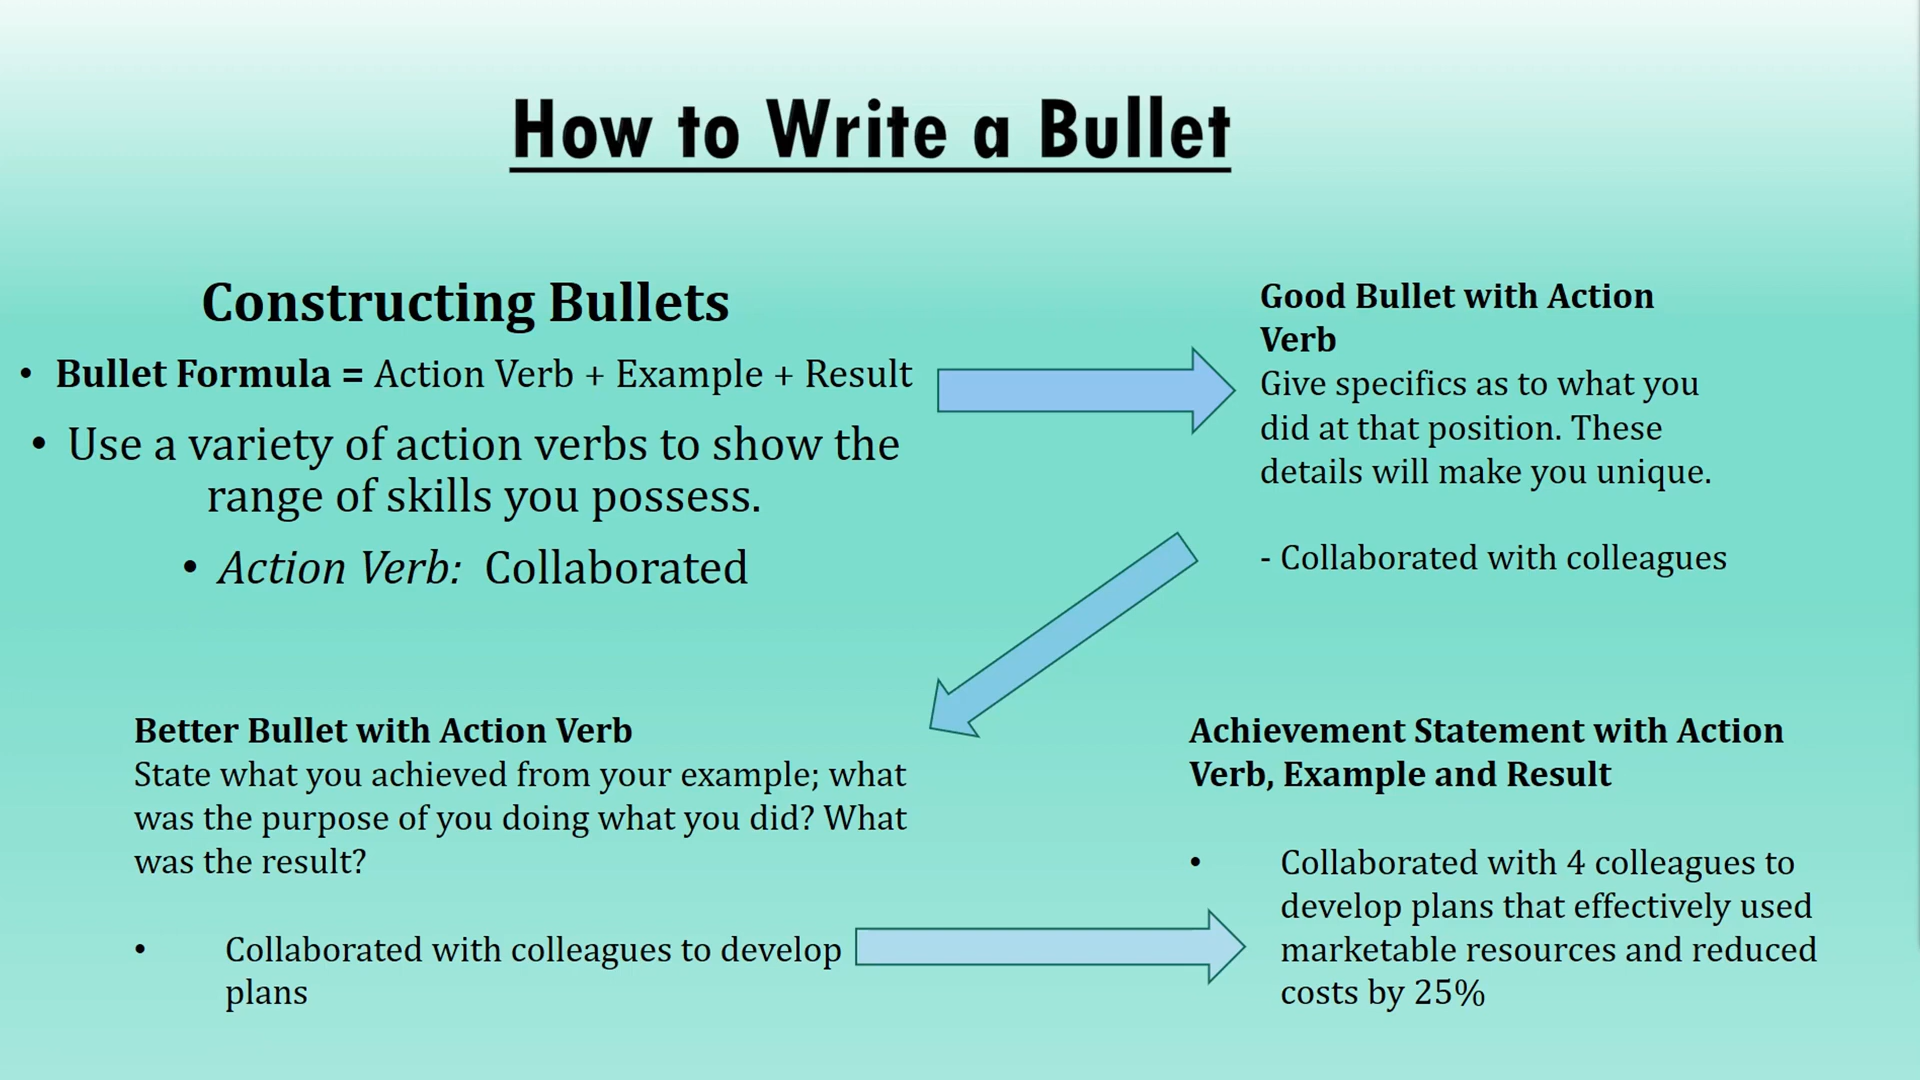 How to Write a Bullet
Constructing Bullets
• Bullet Formula = Action Verb + Example + Result
• Use a variety of action verbs to show the
range of skills you possess.
• Action Verb: Collaborated
Good Bullet with Action
Verb
Give specifics as to what you
did at that position. These
details will make you unique.
- Collaborated with colleagues
Better Bullet with Action Verb
State what you achieved from your example; what
was the purpose of you doing what you did? What
was the result?
• Collaborated with colleagues to develop
plans
Achievement Statement with Action
Verb, Example and Result
• Collaborated with 4 colleagues to
develop plans that effectively used
marketable resources and reduced
costs by 25%